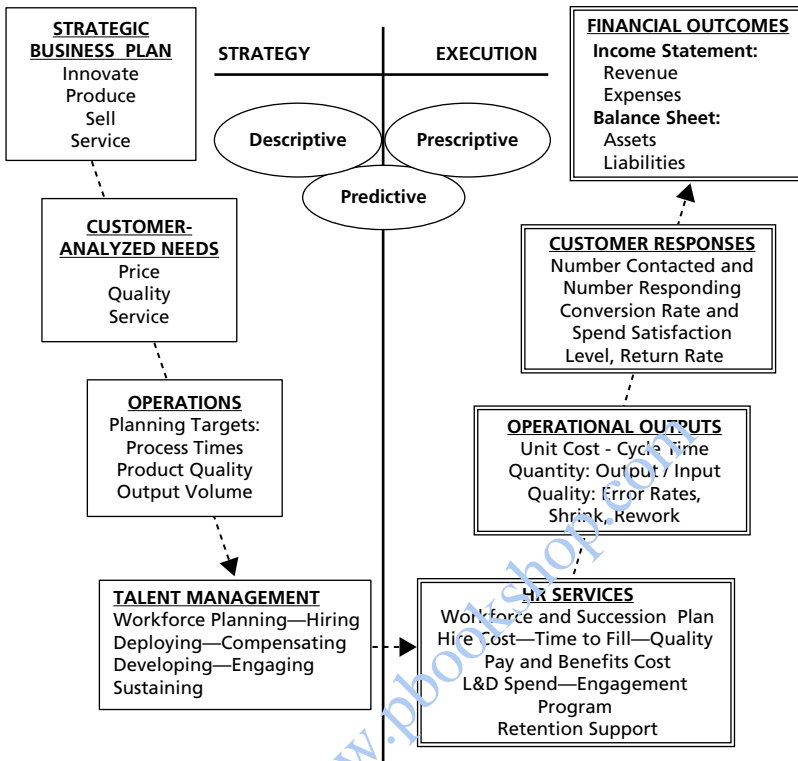 STRATEGIC
BUSINESS PLAN
Innovate
Produce
Sell
Service
STRATEGY
EXECUTION
Descriptive
Prescriptive
Predictive
FINANCIAL OUTCOMES
Income Statement:
Revenue
Expenses
Balance Sheet:
Assets
Liabilities
CUSTOMER-
ANALYZED NEEDS
Price
Quality
Service
CUSTOMER RESPONSES
Number Contacted and
Number Responding
Conversion Rate and
Spend Satisfaction
Level, Return Rate
OPERATIONS
Planning Targets:
Process Times
Product Quality
Output Volume
OPERATIONAL OUTPUTS
Unit Cost - Cycle Time
Quantity: Output / Input
Quality: Error Rates,
Shrink, Rework
TALENT MANAGEMENT
Workforce Planning—Hiring
Deploying—Compensating
Developing—Engaging
Sustaining
HR SERVICES
Workforce and Succession Plan
Hire Cost—Time to Fill—Quality
Pay and Benefits Cost
L&D Spend—Engagement
Program
Retention Support
w.pbookshop.com